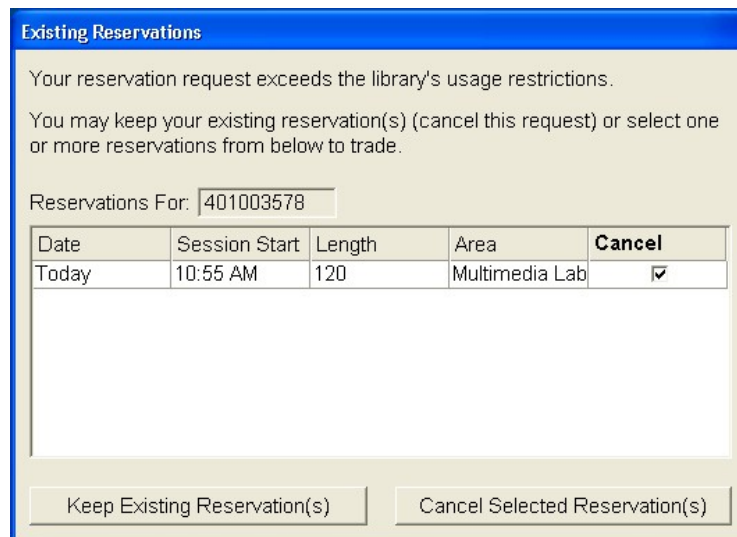 Existing Reservations
Your reservation request exceeds the library's usage restrictions.
You may keep your existing reservation(s) (cancel this request) or select one
or more reservations from below to trade.
Reservations For: 401003578
Date Session Start Length Area Cancel
Today 10:55 AM 120 Multimedia Lab
Keep Existing Reservation(s) Cancel Selected Reservation(s)